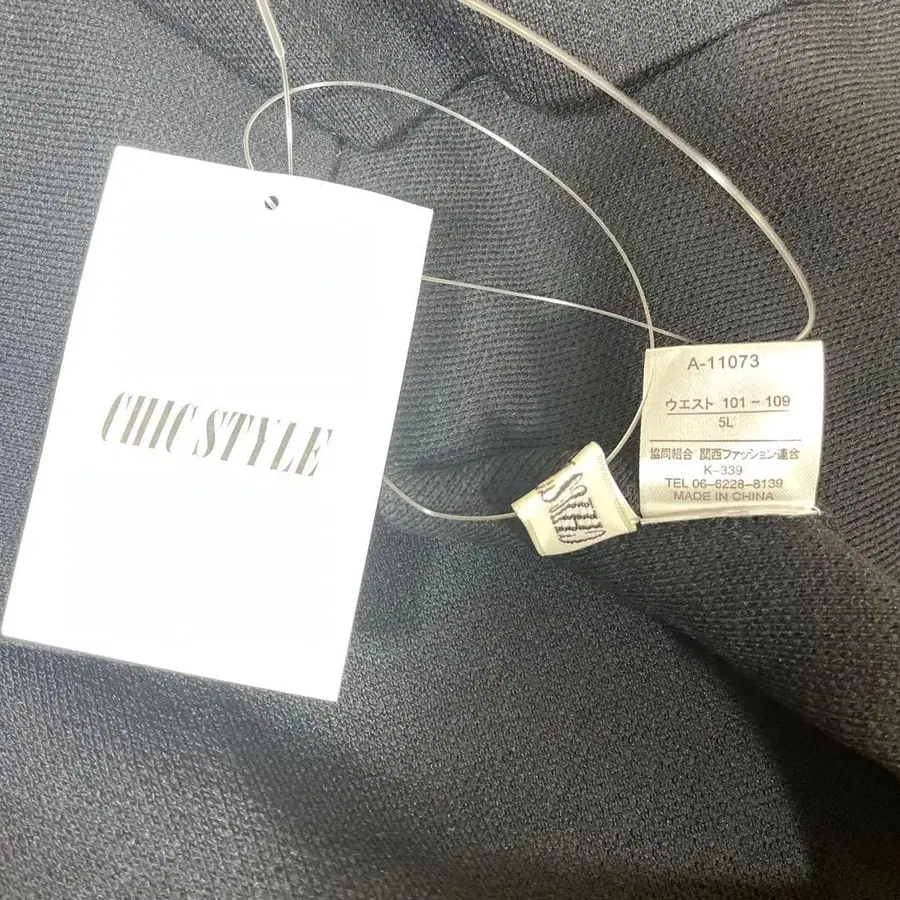 CHIC STYLE
A-11073
ウエスト 101～109
5L
協同組合 関西ファッション連合
K-339
TEL 06-6228-8139
MADE IN CHINA